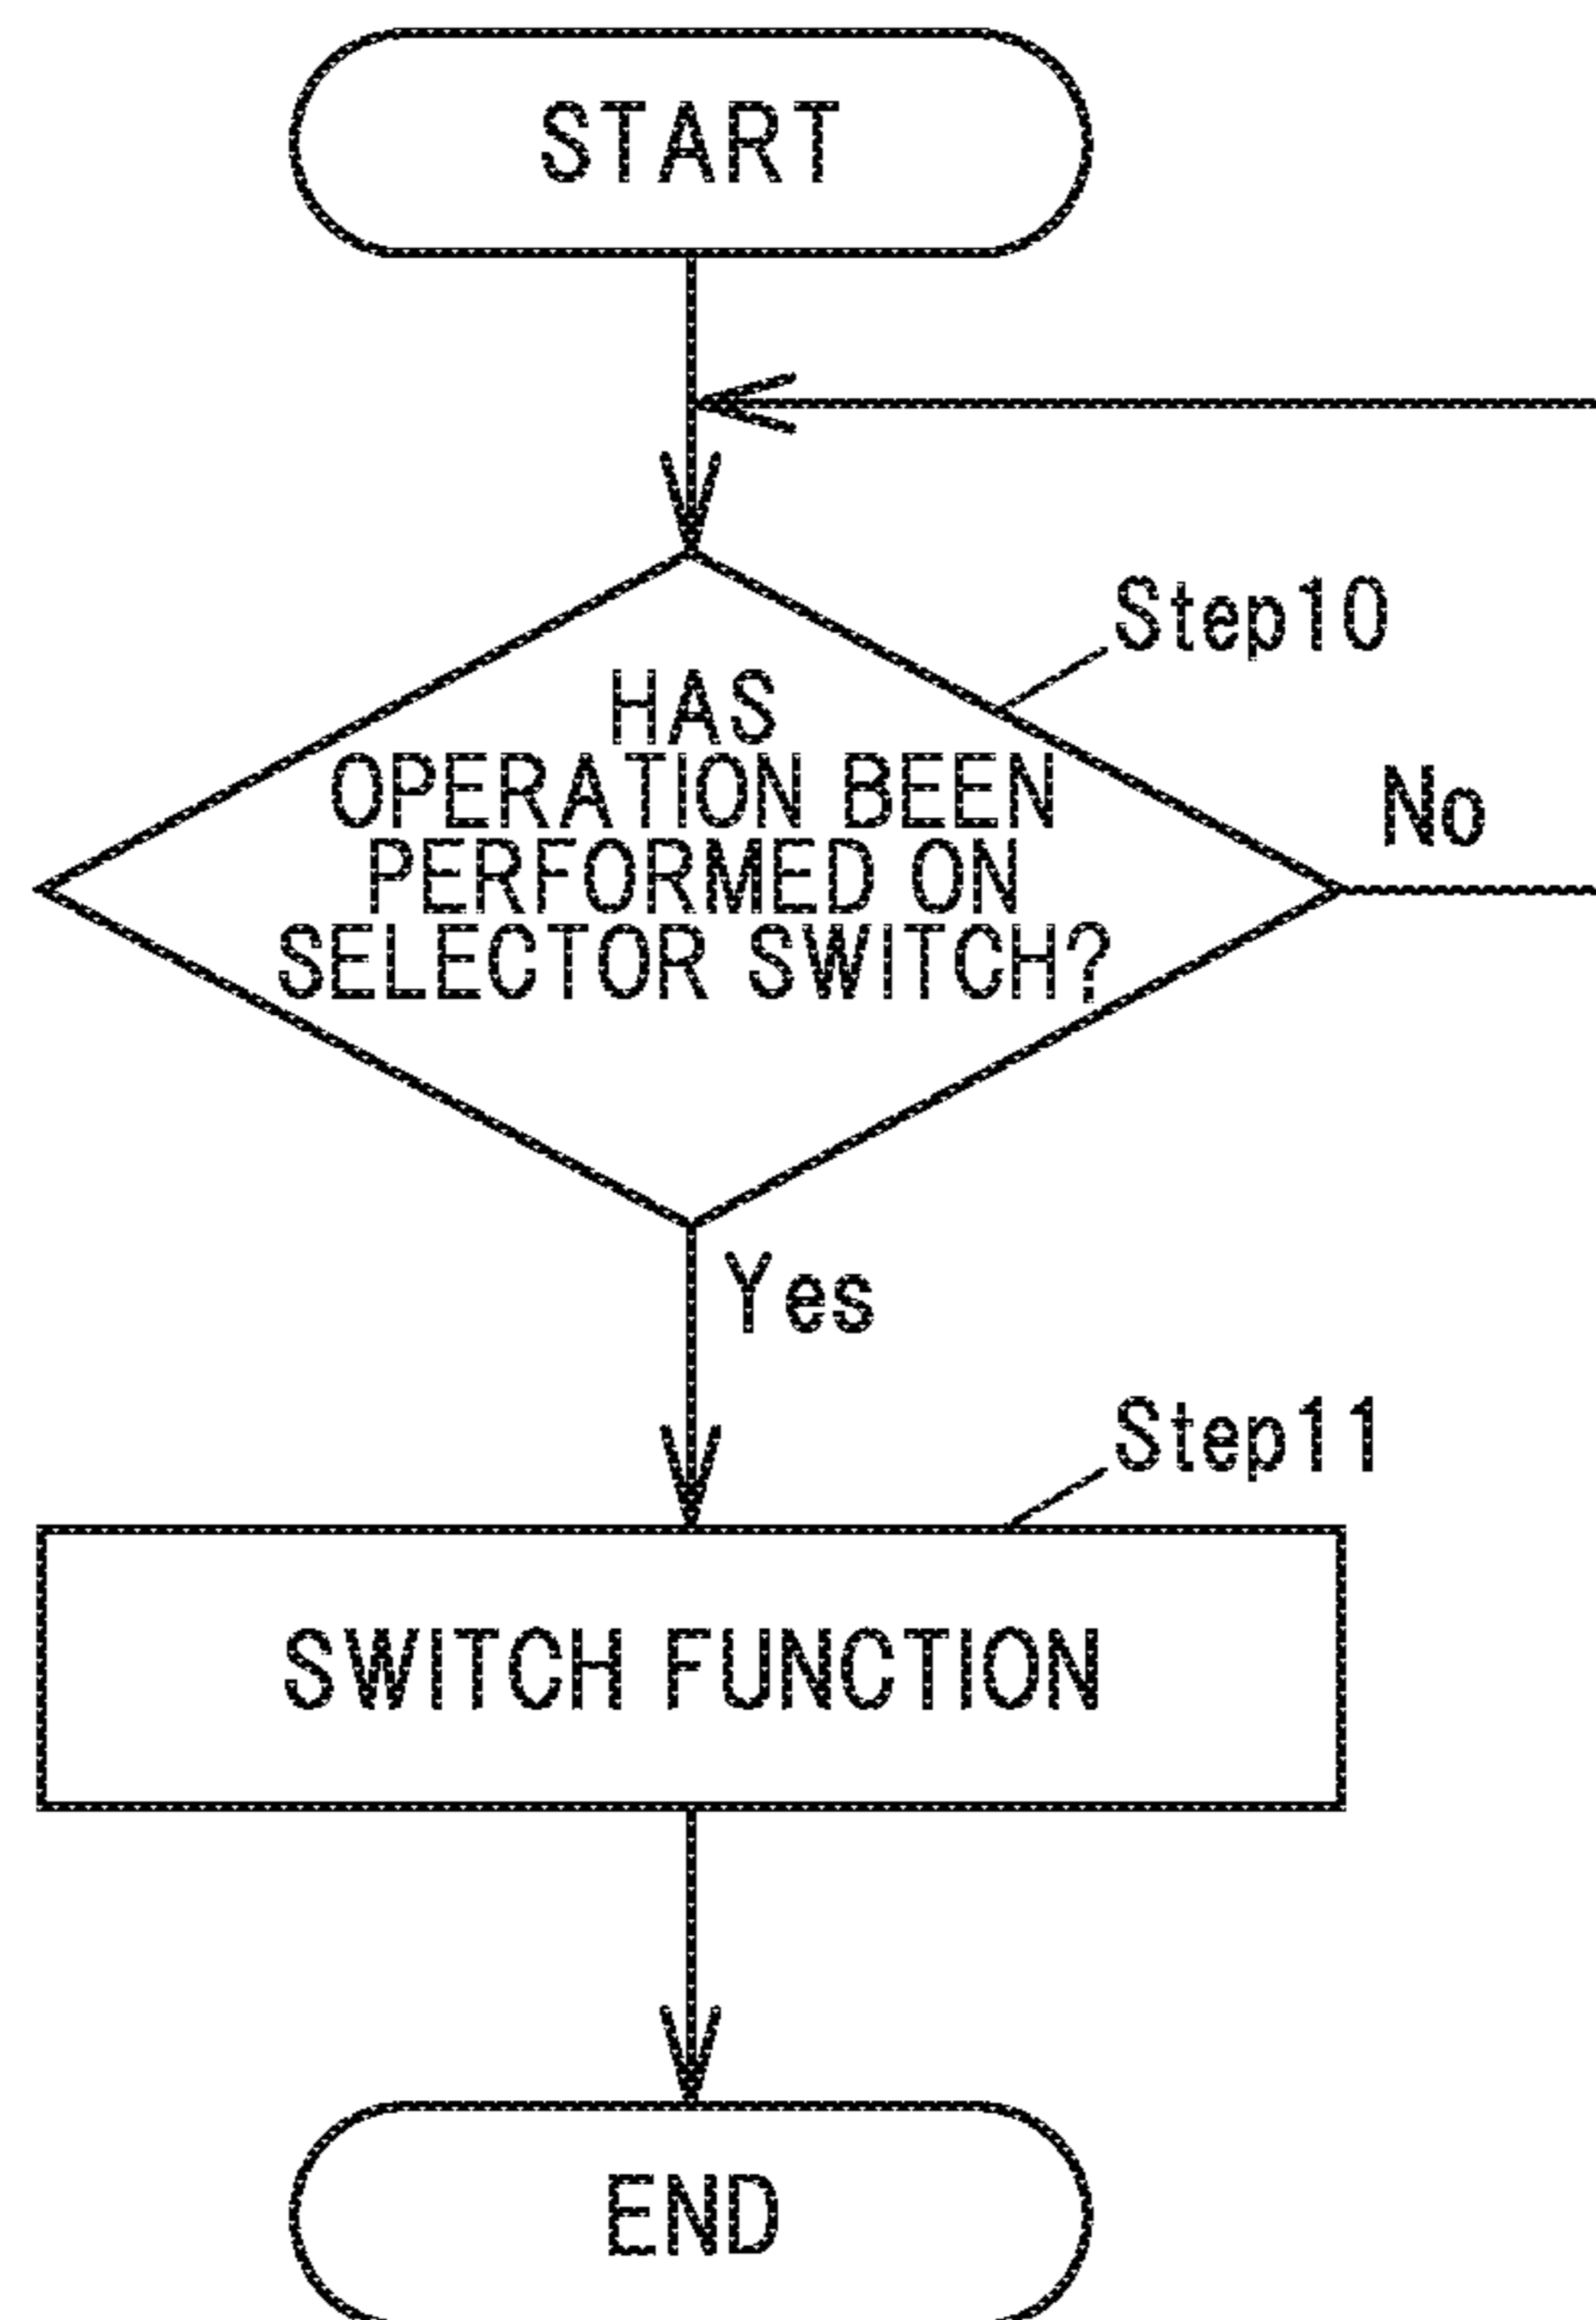 START
Step10
HAS
OPERATION BEEN
PERFORMED ON
SELECTOR SWITCH?
No
Yes
Step11
SWITCH FUNCTION
END